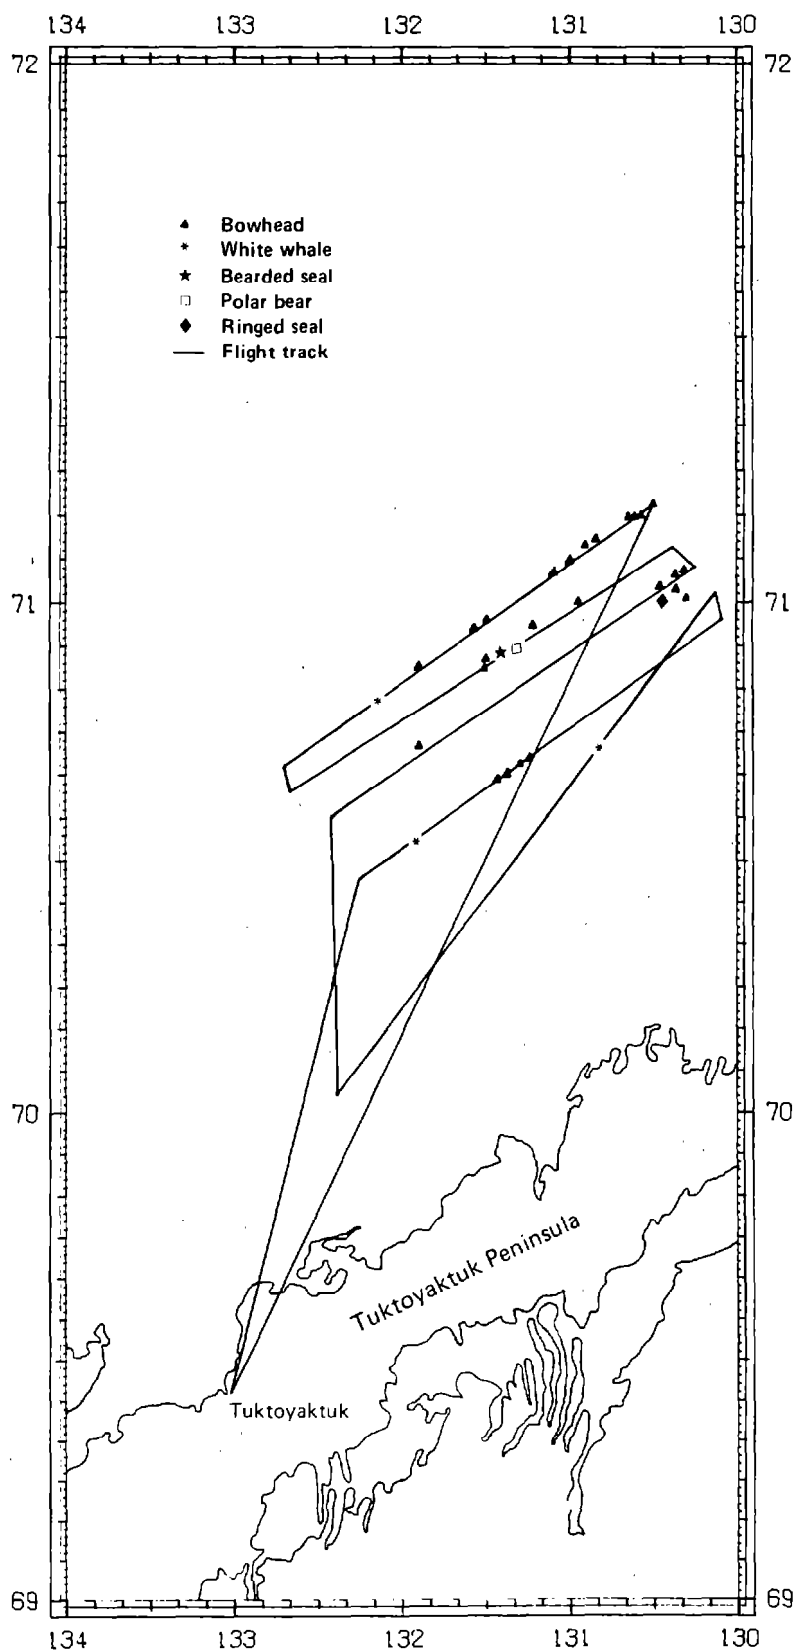 134 133 132 131 130
72 72
Bowhead
White whale
Bearded seal
Polar bear
Ringed seal
Flight track
71 71
70 70
Tuktoyaktuk Peninsula
Tuktoyaktuk
69 69
134 133 132 131 130